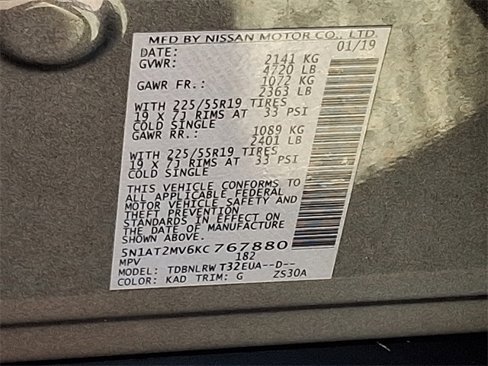 MFD BY NISSAN MOTOR CO., LTD.
DATE: 01/19
GVWR: 2141 KG
4720 LB
GAWR FR.: 1072 KG
2363 LB
WITH 225/55R19 TIRES
19 X 7J RIMS AT 33 PSI
COLD SINGLE
GAWR RR.: 1089 KG
2401 LB
WITH 225/55R19 TIRES
19 X 7J RIMS AT 33 PSI
COLD SINGLE
THIS VEHICLE CONFORMS TO
ALL APPLICABLE FEDERAL
MOTOR VEHICLE SAFETY AND
THEFT PREVENTION
STANDARDS IN EFFECT ON
THE DATE OF MANUFACTURE
SHOWN ABOVE.
5N1AT2MV6KC767880
MPV 182
MODEL: TDBNLRW T32EUA--D--
COLOR: KAD TRIM: G ZS30A